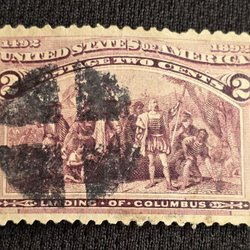 1492 1892
UNITED STATES OF AMERICA
2 POSTAGE TWO CENTS 2
LANDING · OF · COLUMBUS